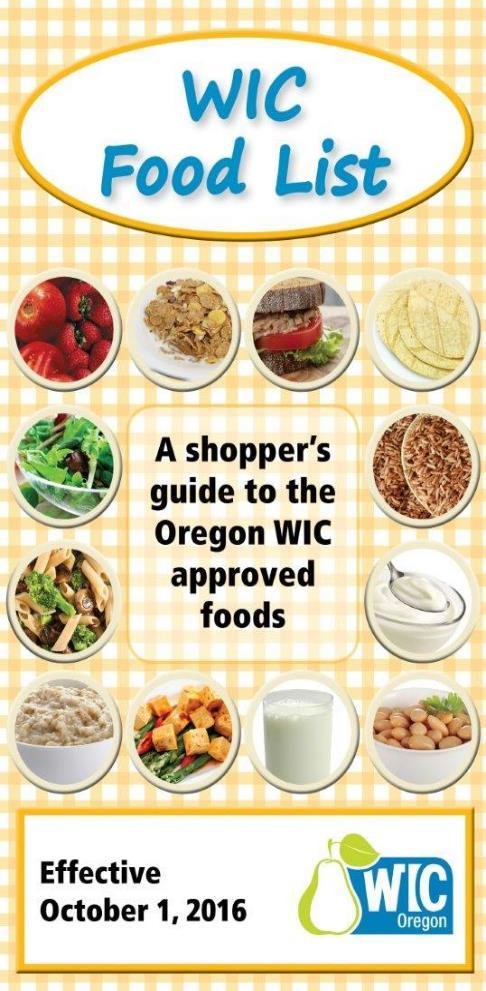 WIC
Food List
A shopper's
guide to the
Oregon WIC
approved
foods
Effective
October 1, 2016
WIC
Oregon